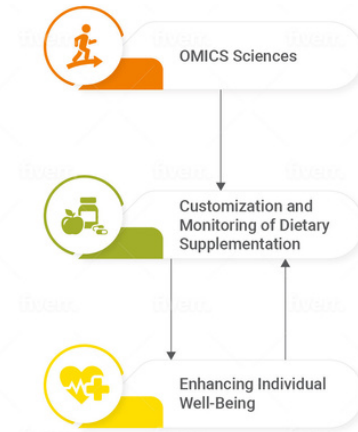 OMICS Sciences
Customization and
Monitoring of Dietary
Supplementation
Enhancing Individual
Well-Being